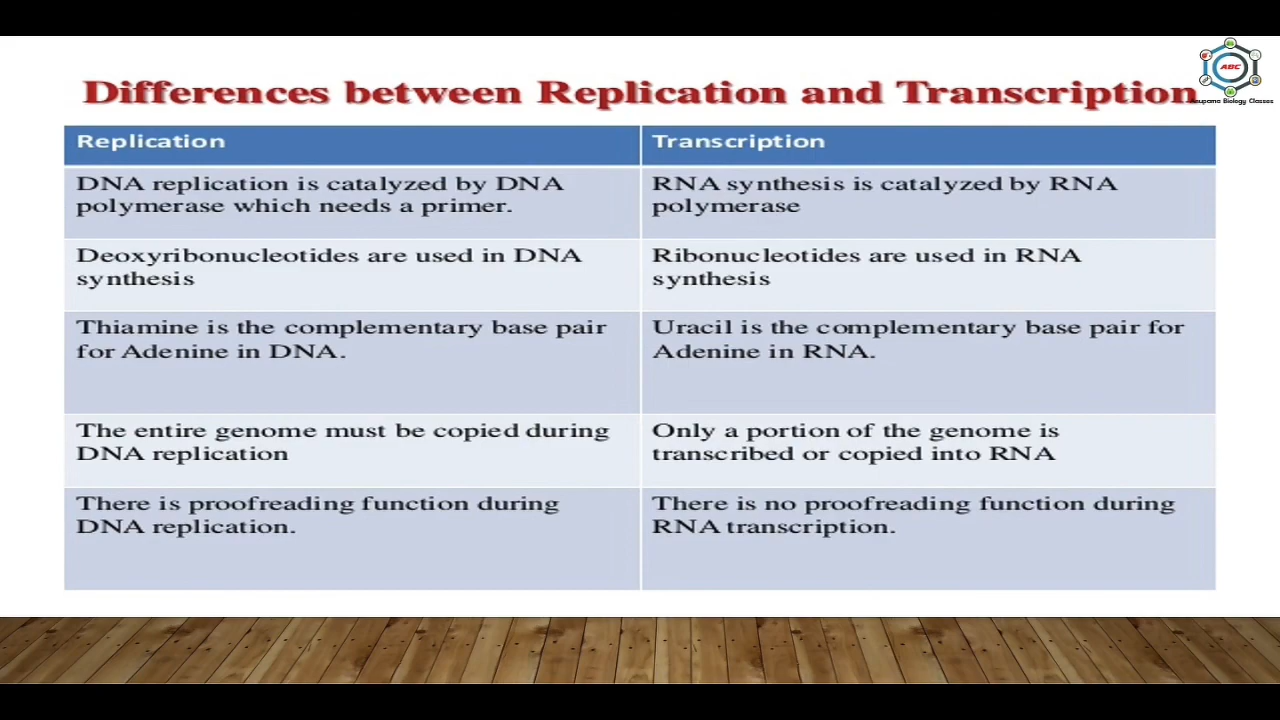 ABC
Anupama Biology Classes
Differences between Replication and Transcription
Replication
Transcription
DNA replication is catalyzed by DNA
polymerase which needs a primer.
RNA synthesis is catalyzed by RNA
polymerase
Deoxyribonucleotides are used in DNA
synthesis
Ribonucleotides are used in RNA
synthesis
Thiamine is the complementary base pair
for Adenine in DNA.
Uracil is the complementary base pair for
Adenine in RNA.
The entire genome must be copied during
DNA replication
Only a portion of the genome is
transcribed or copied into RNA
There is proofreading function during
DNA replication.
There is no proofreading function during
RNA transcription.